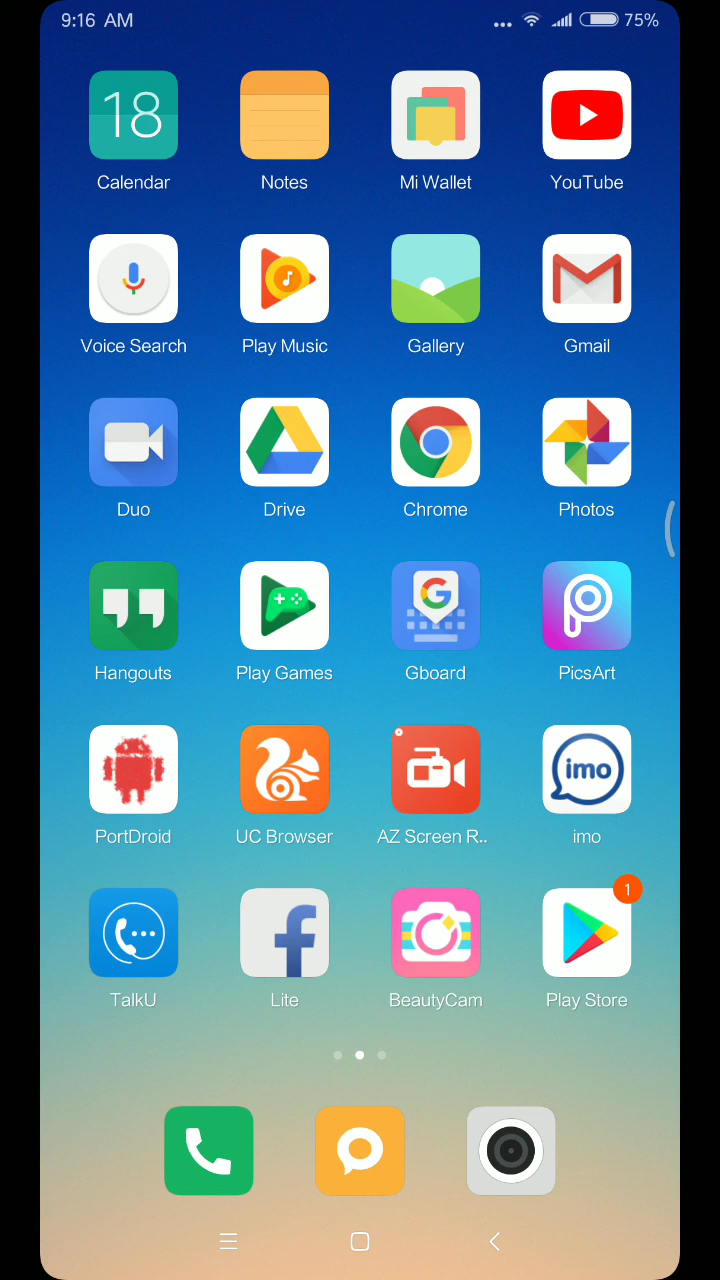 9:16 AM 75%
18
Calendar Notes Mi Wallet YouTube
Voice Search Play Music Gallery Gmail
Duo Drive Chrome Photos
G
Hangouts Play Games Gboard PicsArt
imo
PortDroid UC Browser AZ Screen R.. imo
1
TalkU Lite BeautyCam Play Store